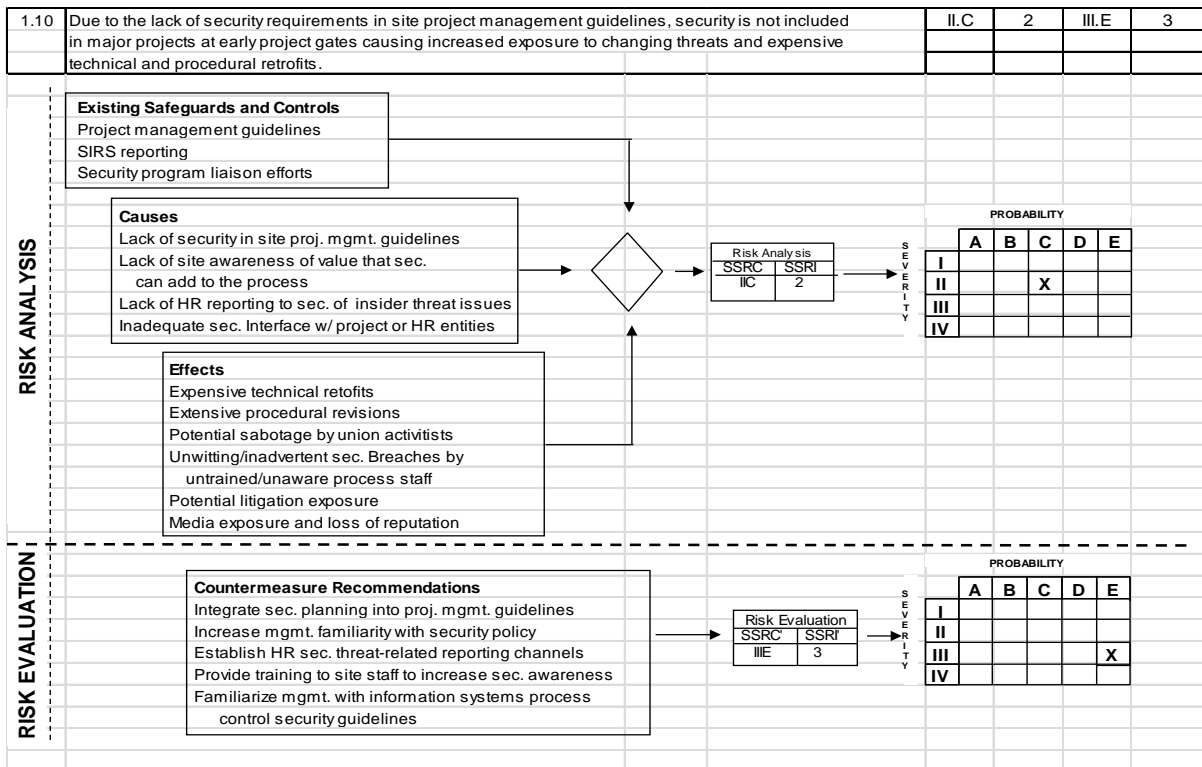 1.10 Due to the lack of security requirements in site project management guidelines, security is not included II.C 2 III.E 3
in major projects at early project gates causing increased exposure to changing threats and expensive
technical and procedural retrofits.
RISK ANALYSIS
Existing Safeguards and Controls
Project management guidelines
SIRS reporting
Security program liaison efforts
Causes
Lack of security in site proj. mgmt. guidelines
Lack of site awareness of value that sec.
can add to the process
Lack of HR reporting to sec. of insider threat issues
Inadequate sec. Interface w/ project or HR entities
Effects
Expensive technical retofits
Extensive procedural revisions
Potential sabotage by union activitists
Unwitting/inadvertent sec. Breaches by
untrained/unaware process staff
Potential litigation exposure
Media exposure and loss of reputation
Risk Analysis
SSRC SSRI
IIC 2
PROBABILITY
SEVERITY
A B C D E
I
II X
III
IV
RISK EVALUATION
Countermeasure Recommendations
Integrate sec. planning into proj. mgmt. guidelines
Increase mgmt. familiarity with security policy
Establish HR sec. threat-related reporting channels
Provide training to site staff to increase sec. awareness
Familiarize mgmt. with information systems process
control security guidelines
Risk Evaluation
SSRC' SSRI'
IIIE 3
PROBABILITY
SEVERITY
A B C D E
I
II
III X
IV